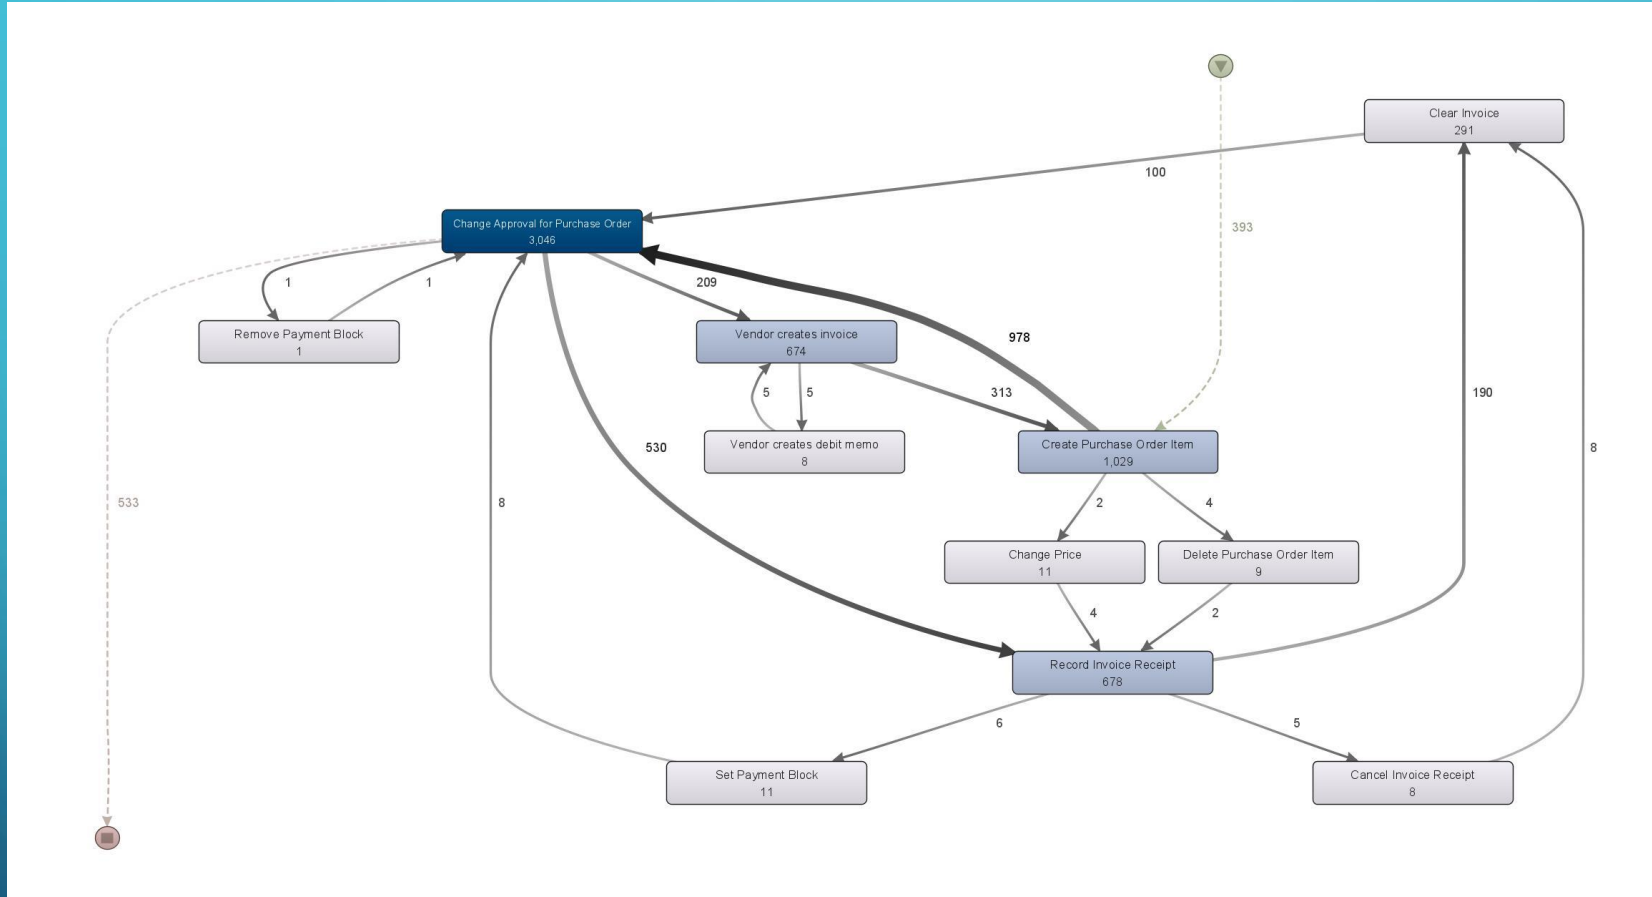 Clear Invoice
291
100
Change Approval for Purchase Order
3,046
393
1
1
209
Remove Payment Block
1
Vendor creates invoice
674
978
5
5
313
190
Vendor creates debit memo
8
530
Create Purchase Order Item
1,029
8
533
8
2
4
Change Price
11
Delete Purchase Order Item
9
4
2
Record Invoice Receipt
678
6
5
Set Payment Block
11
Cancel Invoice Receipt
8